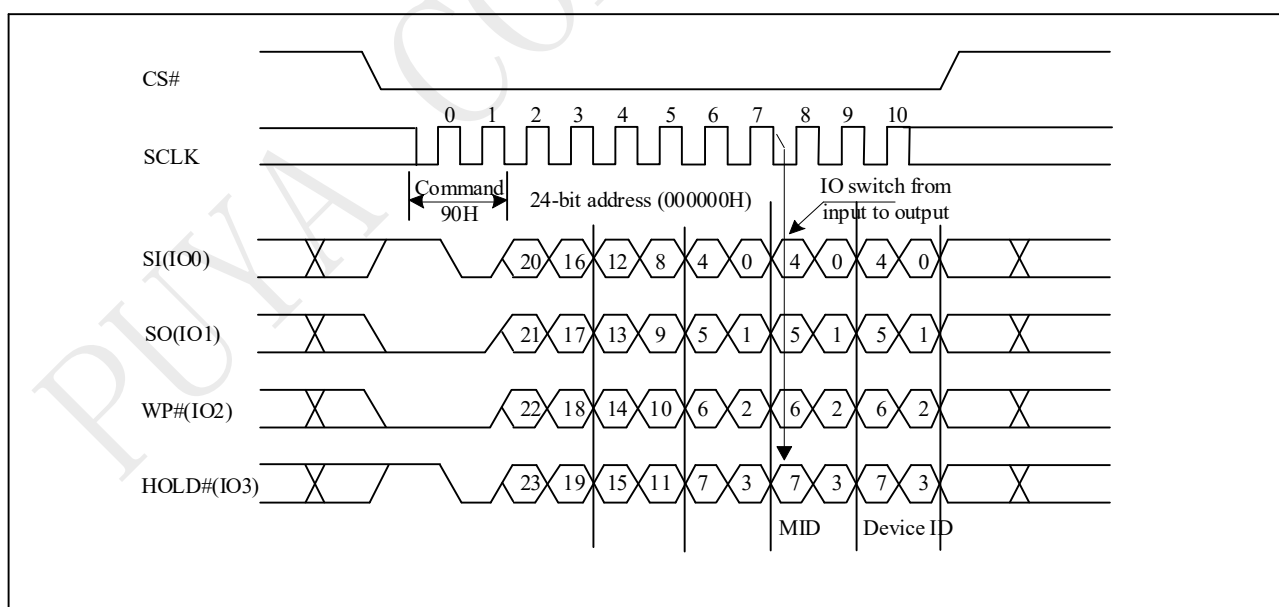 PUYA CO
CS#
0 1 2 3 4 5 6 7 8 9 10
SCLK
Command
90H
24-bit address (000000H)
IO switch from
input to output
SI(IO0)
20 16 12 8 4 0 4 0 4 0
SO(IO1)
21 17 13 9 5 1 5 1 5 1
WP#(IO2)
22 18 14 10 6 2 6 2 6 2
HOLD#(IO3)
23 19 15 11 7 3 7 3 7 3
MID
Device ID